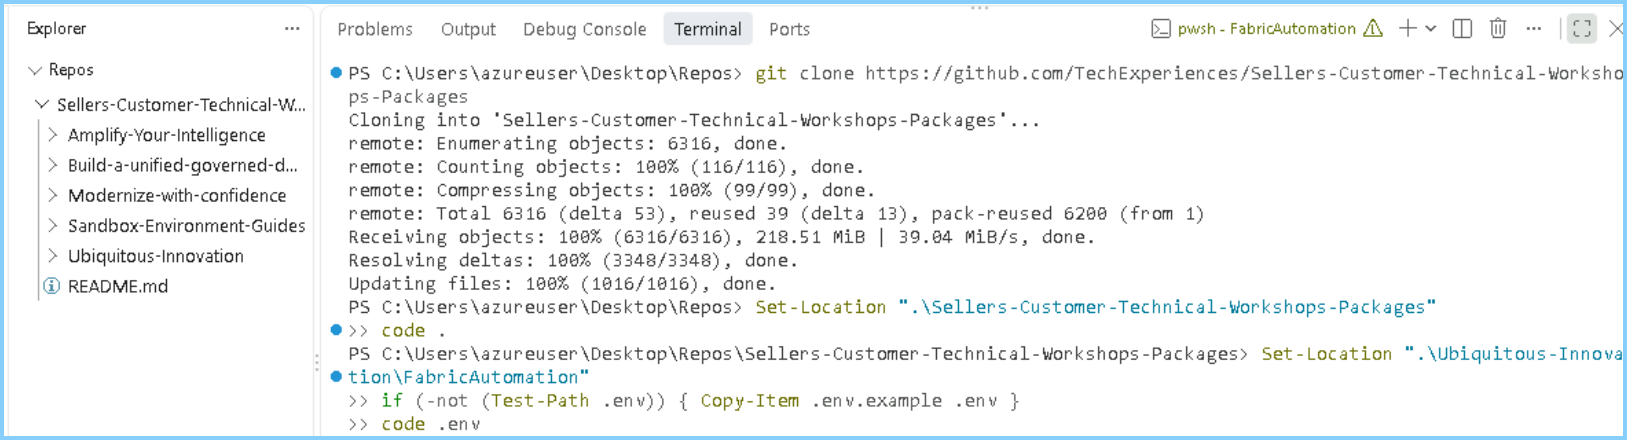 Explorer
Repos
Sellers-Customer-Technical-W...
Amplify-Your-Intelligence
Build-a-unified-governed-d...
Modernize-with-confidence
Sandbox-Environment-Guides
Ubiquitous-Innovation
README.md
Problems Output Debug Console Terminal Ports
pwsh - FabricAutomation
PS C:\Users\azureuser\Desktop\Repos> git clone https://github.com/TechExperiences/Sellers-Customer-Technical-Worksho
ps-Packages
Cloning into 'Sellers-Customer-Technical-Workshops-Packages'...
remote: Enumerating objects: 6316, done.
remote: Counting objects: 100% (116/116), done.
remote: Compressing objects: 100% (99/99), done.
remote: Total 6316 (delta 53), reused 39 (delta 13), pack-reused 6200 (from 1)
Receiving objects: 100% (6316/6316), 218.51 MiB | 39.04 MiB/s, done.
Resolving deltas: 100% (3348/3348), done.
Updating files: 100% (1016/1016), done.
PS C:\Users\azureuser\Desktop\Repos> Set-Location ".\Sellers-Customer-Technical-Workshops-Packages"
>> code .
PS C:\Users\azureuser\Desktop\Repos\Sellers-Customer-Technical-Workshops-Packages> Set-Location ".\Ubiquitous-Innova
tion\FabricAutomation"
>> if (-not (Test-Path .env)) { Copy-Item .env.example .env }
>> code .env